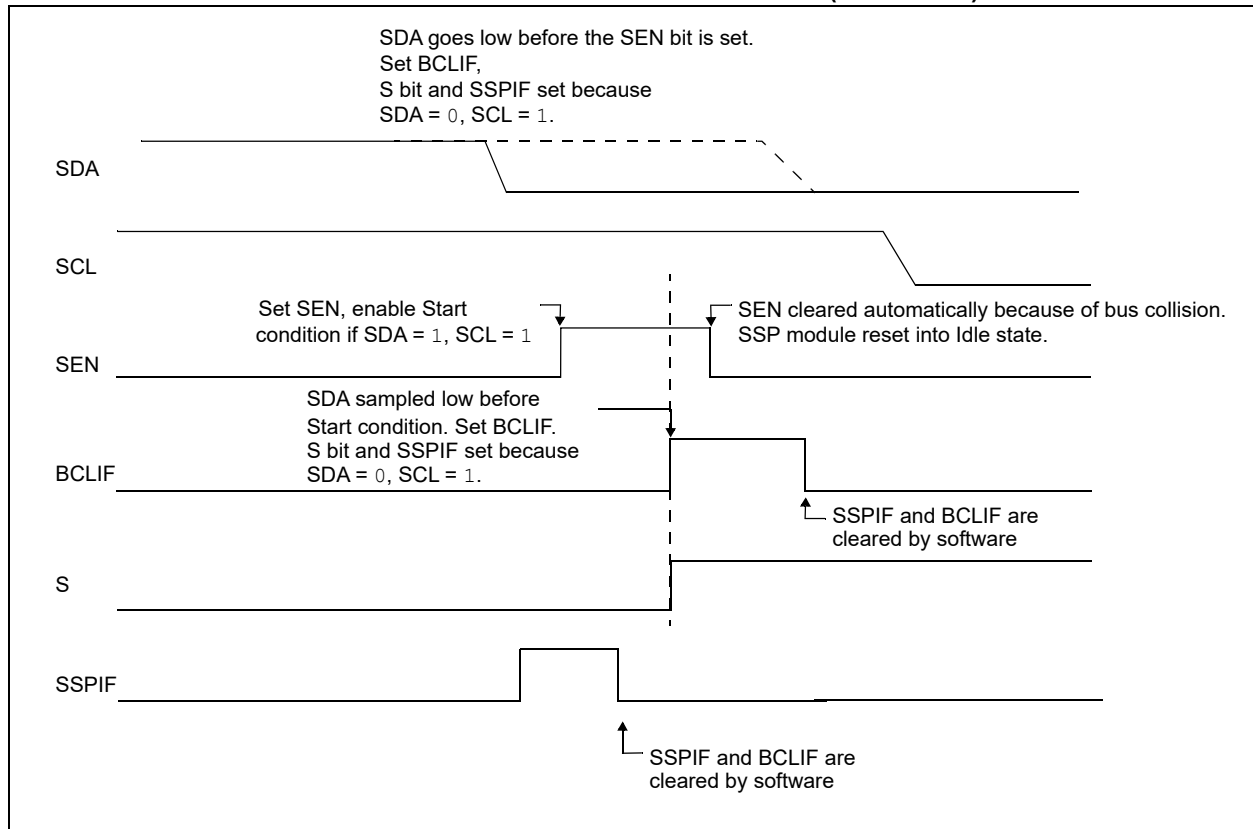 SDA goes low before the SEN bit is set.
Set BCLIF,
S bit and SSPIF set because
SDA = 0, SCL = 1.
SDA
SCL
Set SEN, enable Start
condition if SDA = 1, SCL = 1
SEN cleared automatically because of bus collision.
SSP module reset into Idle state.
SEN
SDA sampled low before
Start condition. Set BCLIF.
S bit and SSPIF set because
SDA = 0, SCL = 1.
BCLIF
SSPIF and BCLIF are
cleared by software
S
SSPIF
SSPIF and BCLIF are
cleared by software